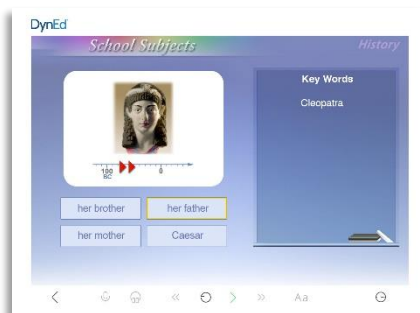 DynEd
School Subjects
History
Key Words
Cleopatra
100
BC
0
her brother
her father
her mother
Caesar
Aa